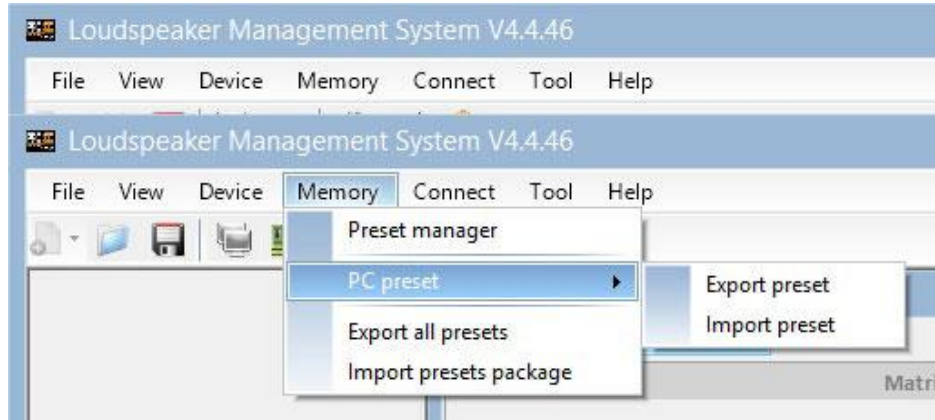 Loudspeaker Management System V4.4.46
File View Device Memory Connect Tool Help
Loudspeaker Management System V4.4.46
File View Device Memory Connect Tool Help
Preset manager
PC preset
Export preset
Import preset
Export all presets
Import presets package